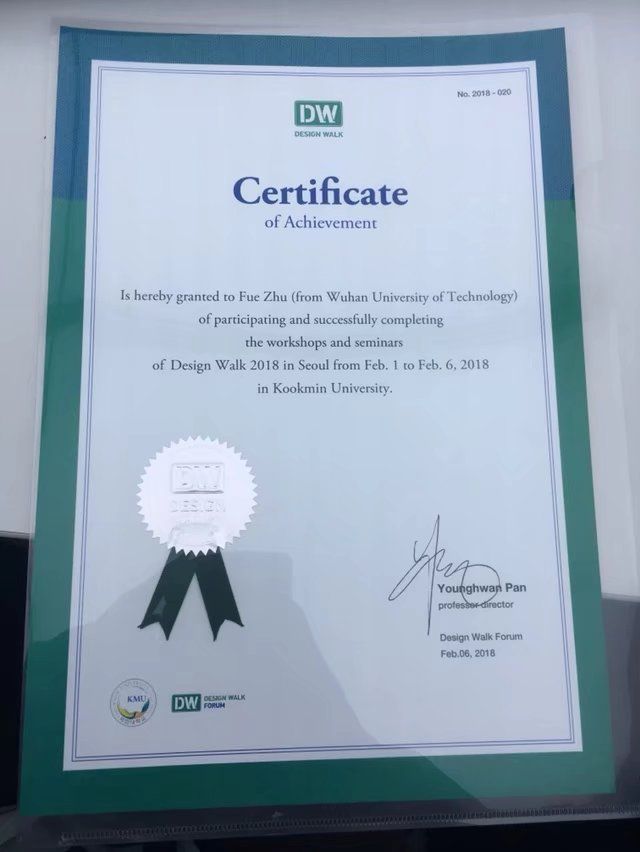 No. 2018 - 020
DW
DESIGN WALK
Certificate
of Achievement
Is hereby granted to Fue Zhu (from Wuhan University of Technology)
of participating and successfully completing
the workshops and seminars
of Design Walk 2018 in Seoul from Feb. 1 to Feb. 6, 2018
in Kookmin University.
DW
DESIGN
Younghwan Pan
professor-director
Design Walk Forum
Feb.06, 2018
KMU
DW DESIGN WALK
FORUM